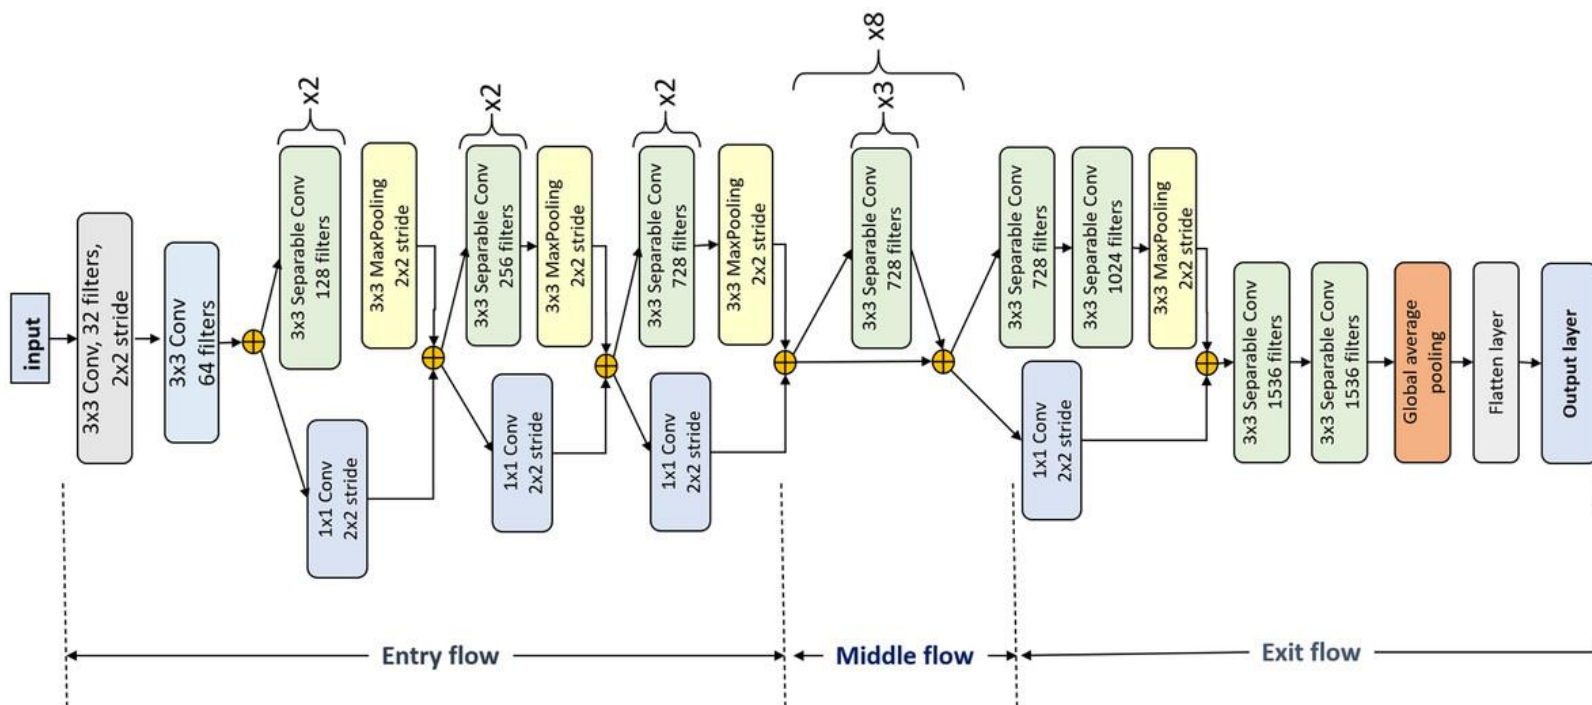 input
3x3 Conv, 32 filters,
2x2 stride
3x3 Conv
64 filters
x2
3x3 Separable Conv
128 filters
1x1 Conv
2x2 stride
3x3 MaxPooling
2x2 stride
x2
3x3 Separable Conv
256 filters
1x1 Conv
2x2 stride
3x3 MaxPooling
2x2 stride
x2
3x3 Separable Conv
728 filters
1x1 Conv
2x2 stride
3x3 MaxPooling
2x2 stride
x8
x3
3x3 Separable Conv
728 filters
3x3 Separable Conv
728 filters
1x1 Conv
2x2 stride
3x3 Separable Conv
1024 filters
3x3 MaxPooling
2x2 stride
3x3 Separable Conv
1536 filters
3x3 Separable Conv
1536 filters
Global average
pooling
Flatten layer
Output layer
Entry flow
Middle flow
Exit flow